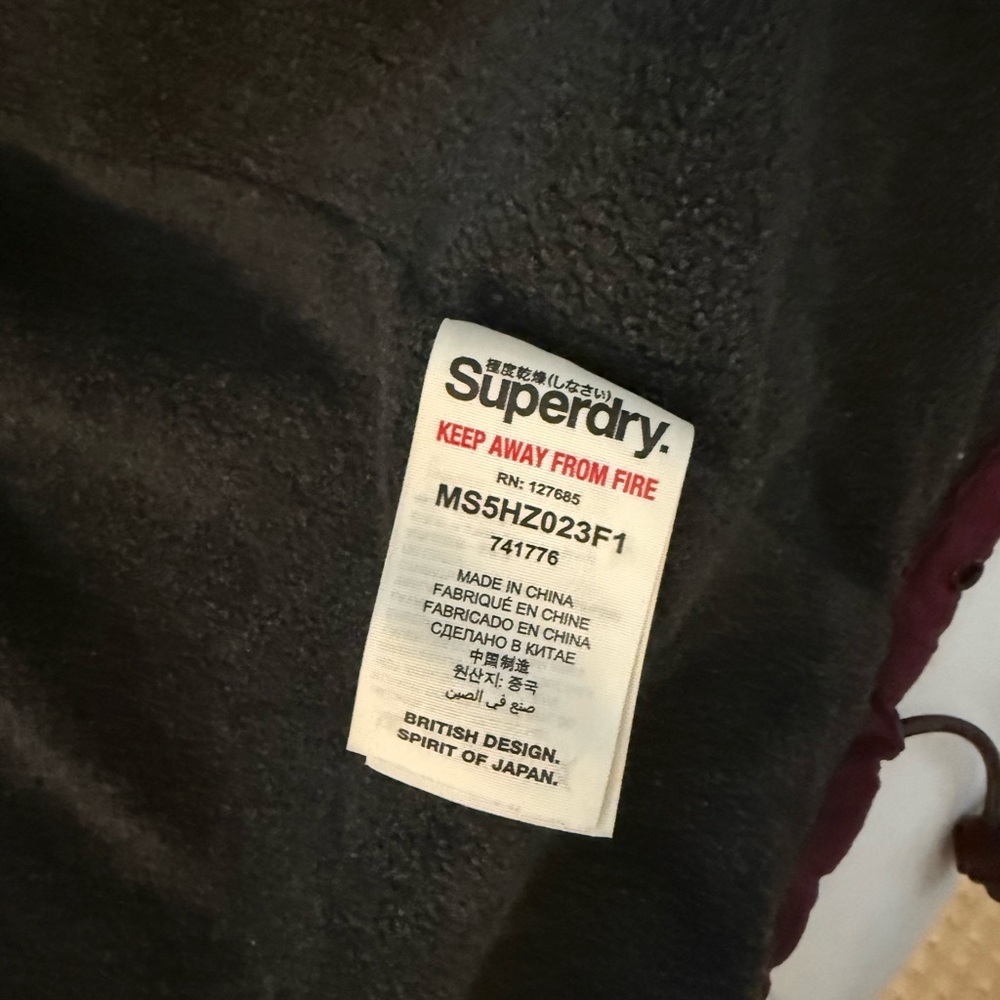 極度乾燥(しなさい)
Superdry.
KEEP AWAY FROM FIRE
RN: 127685
MS5HZ023F1
741776
MADE IN CHINA
FABRIQUÉ EN CHINE
FABRICADO EN CHINA
СДЕЛАНО В КИТАЕ
中国制造
원산지: 중국
صنع في الصين
BRITISH DESIGN.
SPIRIT OF JAPAN.